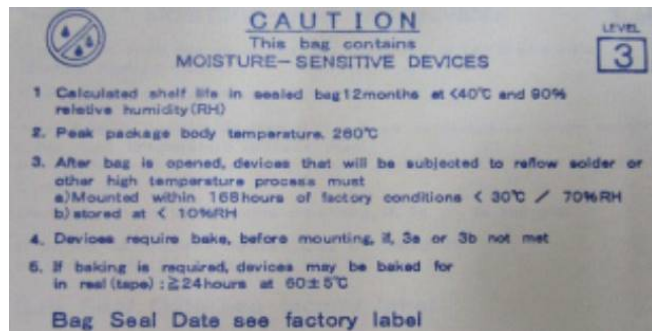 CAUTION
LEVEL
This bag contains
3
MOISTURE-SENSITIVE DEVICES
1 Calculated shelf life in sealed bag12months at <40℃ and 90%
relative humidity(RH)
2. Peak package body temperature, 260℃
3. After bag is opened, devices that will be subjected to reflow solder or
other high temperature process must
a)Mounted within 168hours of factory conditions < 30℃ / 70%RH
b)stored at < 10%RH
4. Devices require bake, before mounting, if, 3a or 3b not met
5. If baking is required, devices may be baked for
in real(tape):≧24hours at 60±5℃
Bag Seal Date see factory label